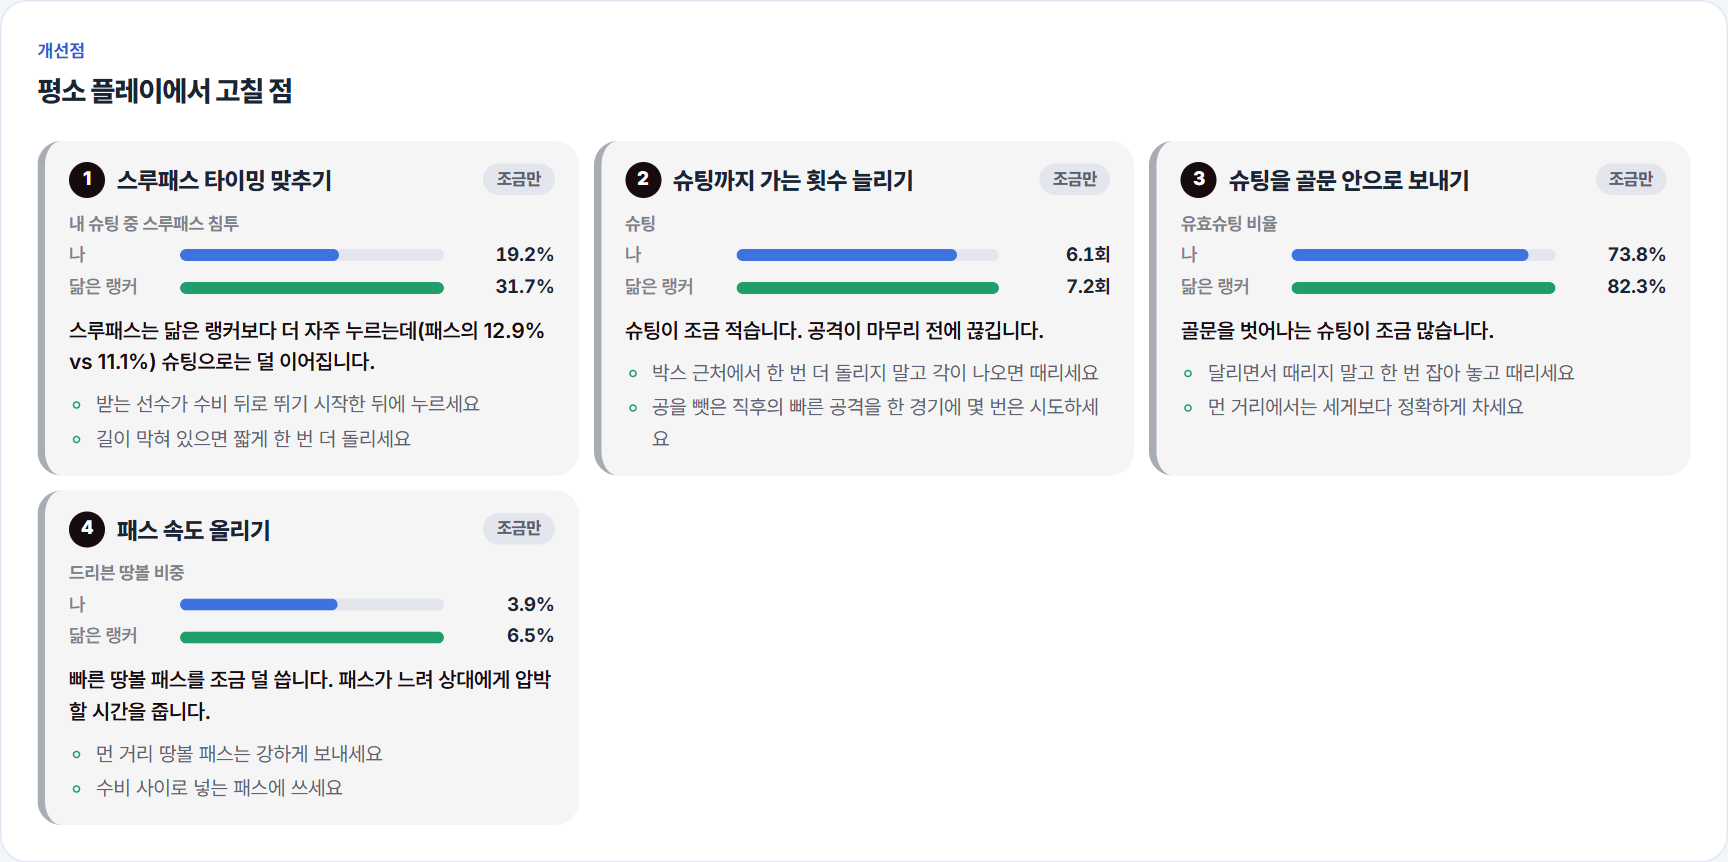 개선점
평소 플레이에서 고칠 점
1 스루패스 타이밍 맞추기 조금만
내 슈팅 중 스루패스 침투
나 19.2%
닮은 랭커 31.7%
스루패스는 닮은 랭커보다 더 자주 누르는데(패스의 12.9%
vs 11.1%) 슈팅으로는 덜 이어집니다.
받는 선수가 수비 뒤로 뛰기 시작한 뒤에 누르세요
길이 막혀 있으면 짧게 한 번 더 돌리세요
2 슈팅까지 가는 횟수 늘리기 조금만
슈팅
나 6.1회
닮은 랭커 7.2회
슈팅이 조금 적습니다. 공격이 마무리 전에 끊깁니다.
박스 근처에서 한 번 더 돌리지 말고 각이 나오면 때리세요
공을 뺏은 직후의 빠른 공격을 한 경기에 몇 번은 시도하세
요
3 슈팅을 골문 안으로 보내기 조금만
유효슈팅 비율
나 73.8%
닮은 랭커 82.3%
골문을 벗어나는 슈팅이 조금 많습니다.
달리면서 때리지 말고 한 번 잡아 놓고 때리세요
먼 거리에서는 세게보다 정확하게 차세요
4 패스 속도 올리기 조금만
드리븐 땅볼 비중
나 3.9%
닮은 랭커 6.5%
빠른 땅볼 패스를 조금 덜 씁니다. 패스가 느려 상대에게 압박
할 시간을 줍니다.
먼 거리 땅볼 패스는 강하게 보내세요
수비 사이로 넣는 패스에 쓰세요